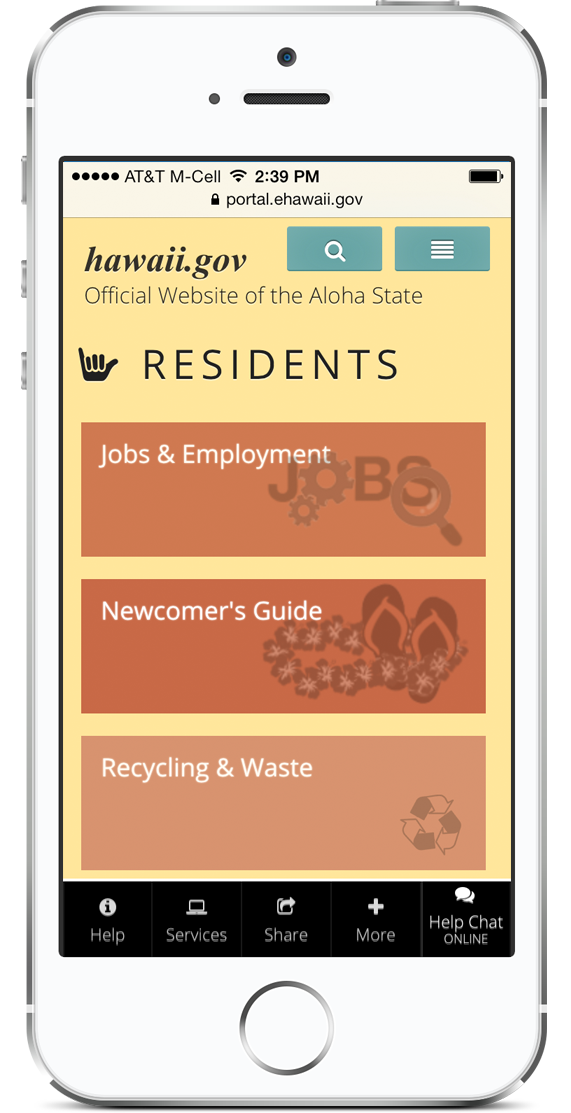 AT&T M-Cell 2:39 PM
portal.ehawaii.gov
hawaii.gov
Official Website of the Aloha State
RESIDENTS
Jobs & Employment
JOBS
Newcomer's Guide
Recycling & Waste
Help Services Share More Help Chat
ONLINE